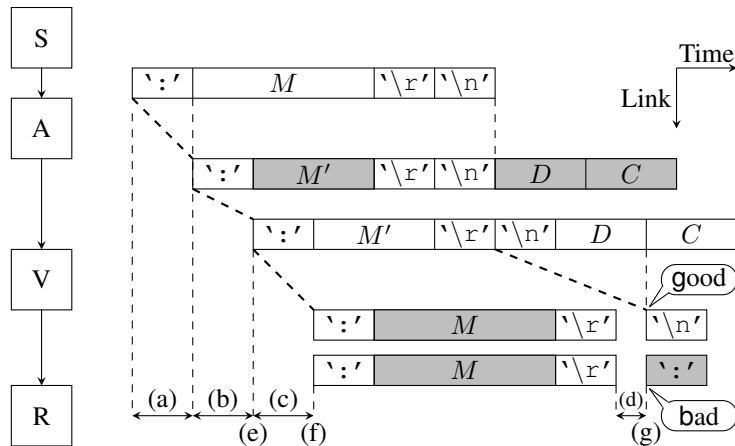 S
Time
':' M '\r' '\n'
Link
A
':' M′ '\r' '\n' D C
':' M′ '\r' '\n' D C
V
good
':' M '\r' '\n'
':' M '\r' ':'
(a) (b) (c) (d)
R
bad
(e) (f) (g)